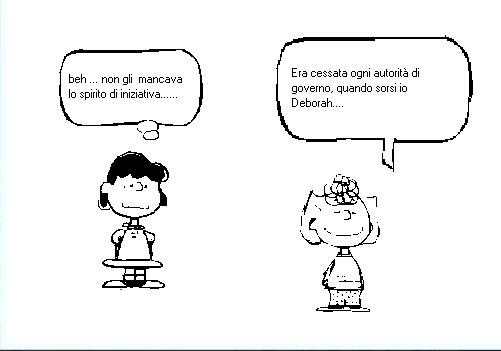 beh ... non gli  mancava
lo spirito di iniziativa......
Era cessata ogni autorità di
governo, quando sorsi io
Deborah....